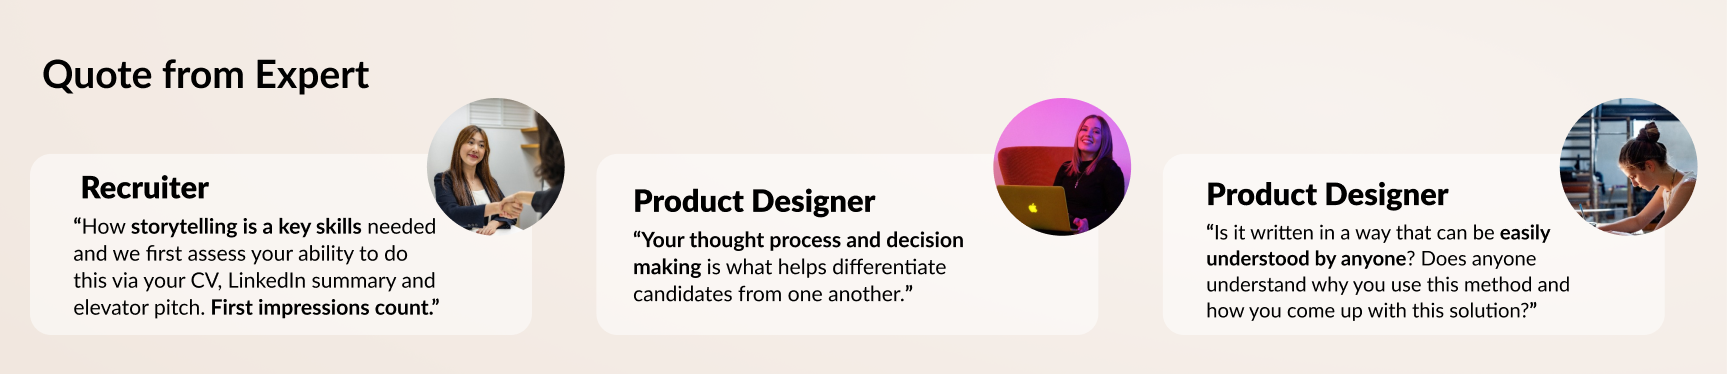 Quote from Expert
Recruiter
“How storytelling is a key skills needed
and we first assess your ability to do
this via your CV, LinkedIn summary and
elevator pitch. First impressions count.”
Product Designer
“Your thought process and decision
making is what helps differentiate
candidates from one another.”
Product Designer
“Is it written in a way that can be easily
understood by anyone? Does anyone
understand why you use this method and
how you come up with this solution?”